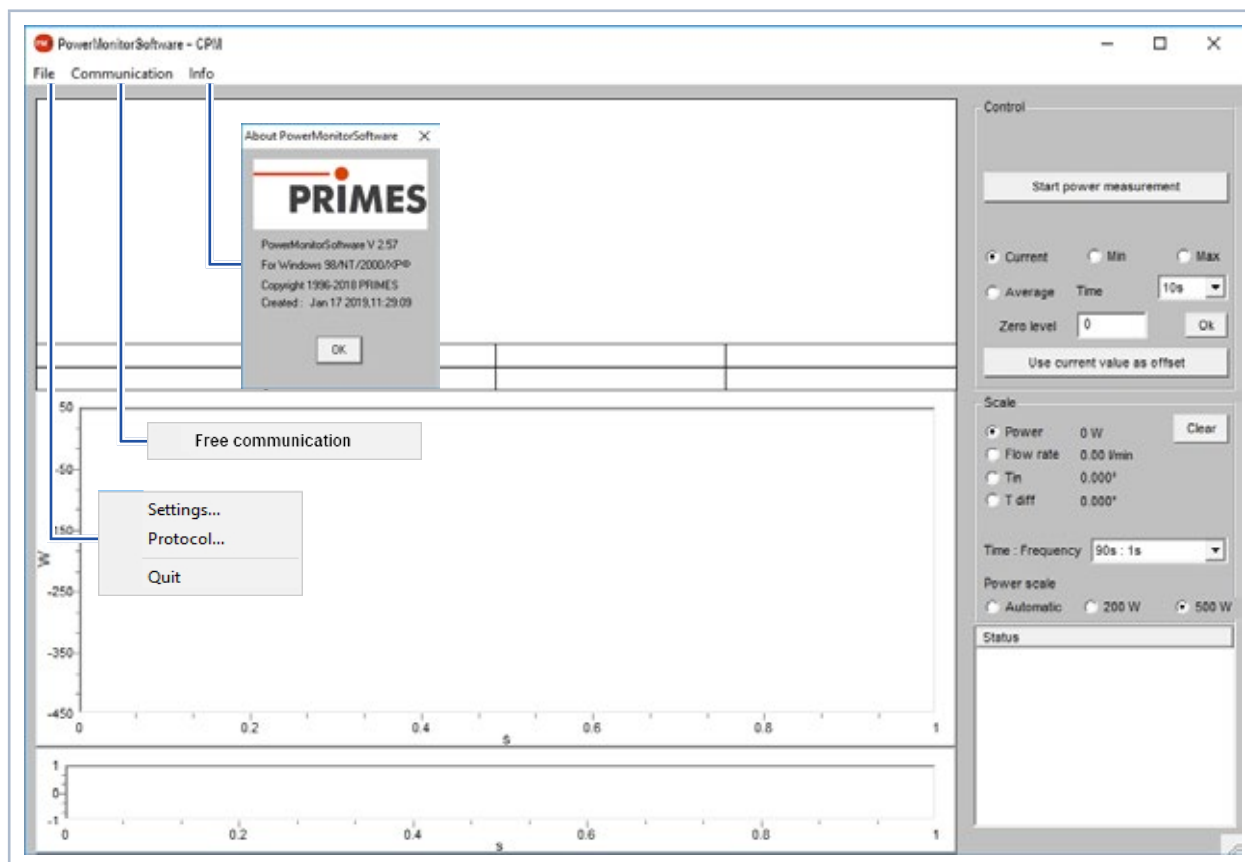 PowerMonitorSoftware - CPM
File Communication Info
About PowerMonitorSoftware
PRIMES
PowerMonitorSoftware V 2.57
For Windows 98/NT/2000/XP®
Copyright 1996-2018 PRIMES
Created : Jan 17 2019,11:29:09
OK
Free communication
Settings...
Protocol...
Quit
50
-50
-150
W
-250
-350
-450
0 0.2 0.4 0.6 0.8 1
s
1
0
-1
0 0.2 0.4 0.6 0.8 1
s
Control
Start power measurement
Current Min Max
Average Time 10s
Zero level 0 Ok
Use current value as offset
Scale
Power 0 W Clear
Flow rate 0.00 l/min
Tin 0.000°
T diff 0.000°
Time : Frequency 90s : 1s
Power scale
Automatic 200 W 500 W
Status